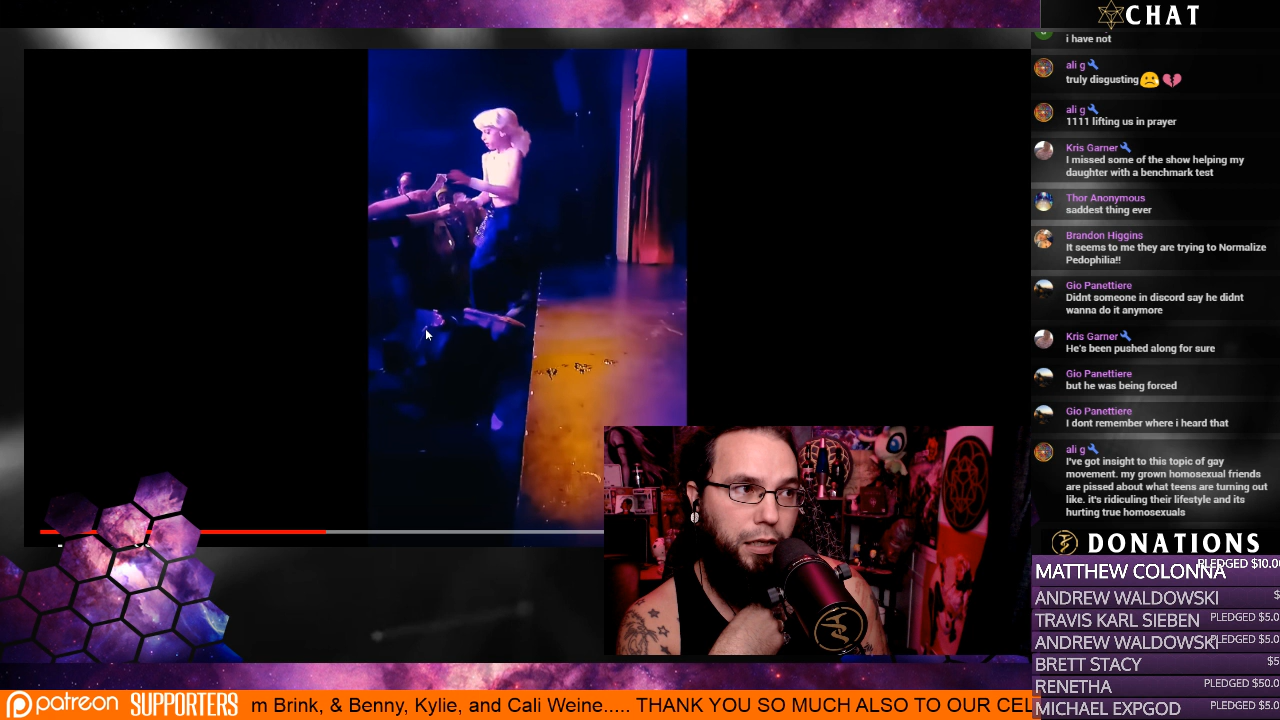 CHAT
i have not
ali g
truly disgusting
ali g
1111 lifting us in prayer
Kris Garner
I missed some of the show helping my
daughter with a benchmark test
Thor Anonymous
saddest thing ever
Brandon Higgins
It seems to me they are trying to Normalize
Pedophilia!!
Gio Panettiere
Didnt someone in discord say he didnt
wanna do it anymore
Kris Garner
He's been pushed along for sure
Gio Panettiere
but he was being forced
Gio Panettiere
I dont remember where i heard that
ali g
I've got insight to this topic of gay
movement. my grown homosexual friends
are pissed about what teens are turning out
like. it's ridiculing their lifestyle and its
hurting true homosexuals
DONATIONS
MATTHEW COLONNA PLEDGED $10.0
ANDREW WALDOWSKI $
TRAVIS KARL SIEBEN PLEDGED $5.0
ANDREW WALDOWSKI PLEDGED $5.0
BRETT STACY $5
RENETHA PLEDGED $50.0
MICHAEL EXPGOD PLEDGED $5.0
patreon SUPPORTERS m Brink, & Benny, Kylie, and Cali Weine..... THANK YOU SO MUCH ALSO TO OUR CEL